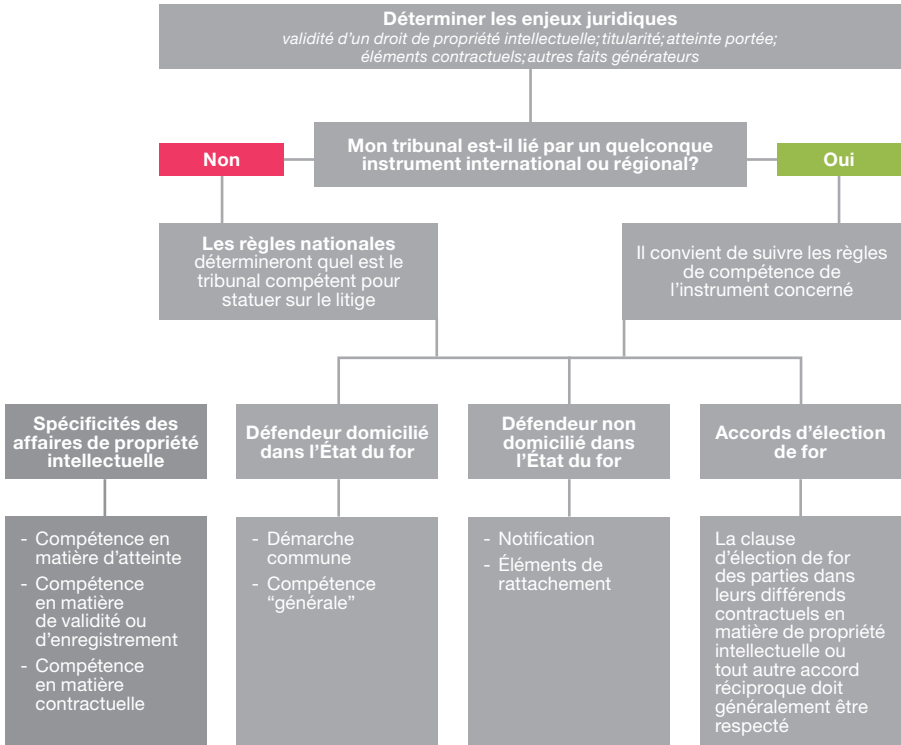 Déterminer les enjeux juridiques
validité d'un droit de propriété intellectuelle; titularité; atteinte portée;
éléments contractuels; autres faits générateurs
Non
Mon tribunal est-il lié par un quelconque
instrument international ou régional?
Oui
Les règles nationales
détermineront quel est le
tribunal compétent pour
statuer sur le litige
Il convient de suivre les règles
de compétence de
l'instrument concerné
Spécificités des
affaires de propriété
intellectuelle
Défendeur domicilié
dans l'État du for
Défendeur non
domicilié dans
l'État du for
Accords d'élection
de for
- Compétence en
matière d'atteinte
- Compétence
en matière
de validité ou
d'enregistrement
- Compétence
en matière
contractuelle
- Démarche
commune
- Compétence
“générale”
- Notification
- Éléments de
rattachement
La clause
d'élection de for
des parties dans
leurs différends
contractuels en
matière de propriété
intellectuelle ou
tout autre accord
réciproque doit
généralement être
respecté